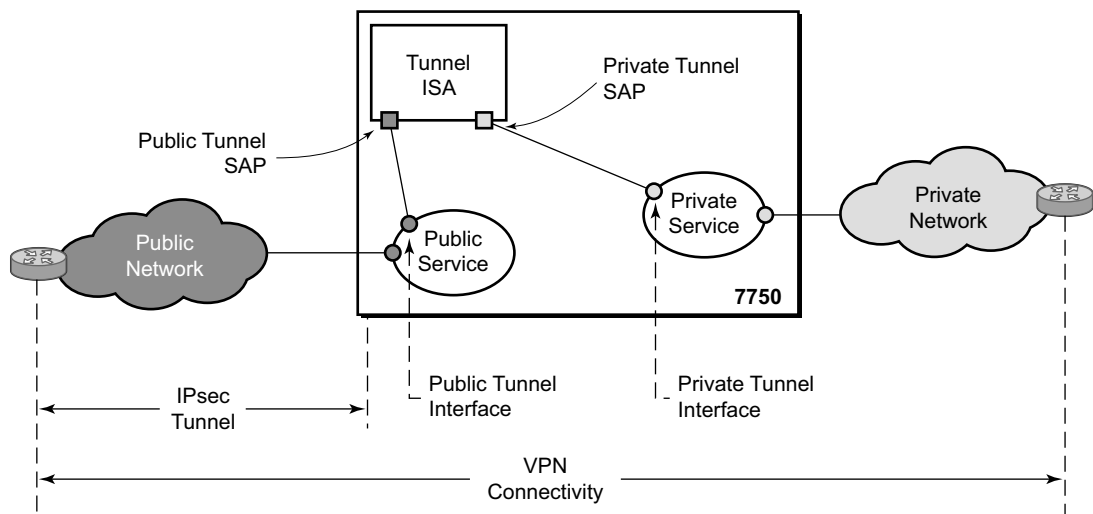 Tunnel
ISA
Private Tunnel
SAP
Public Tunnel
SAP
Public
Network
Public
Service
Private
Service
Private
Network
7750
IPsec
Tunnel
Public Tunnel
Interface
Private Tunnel
Interface
VPN
Connectivity